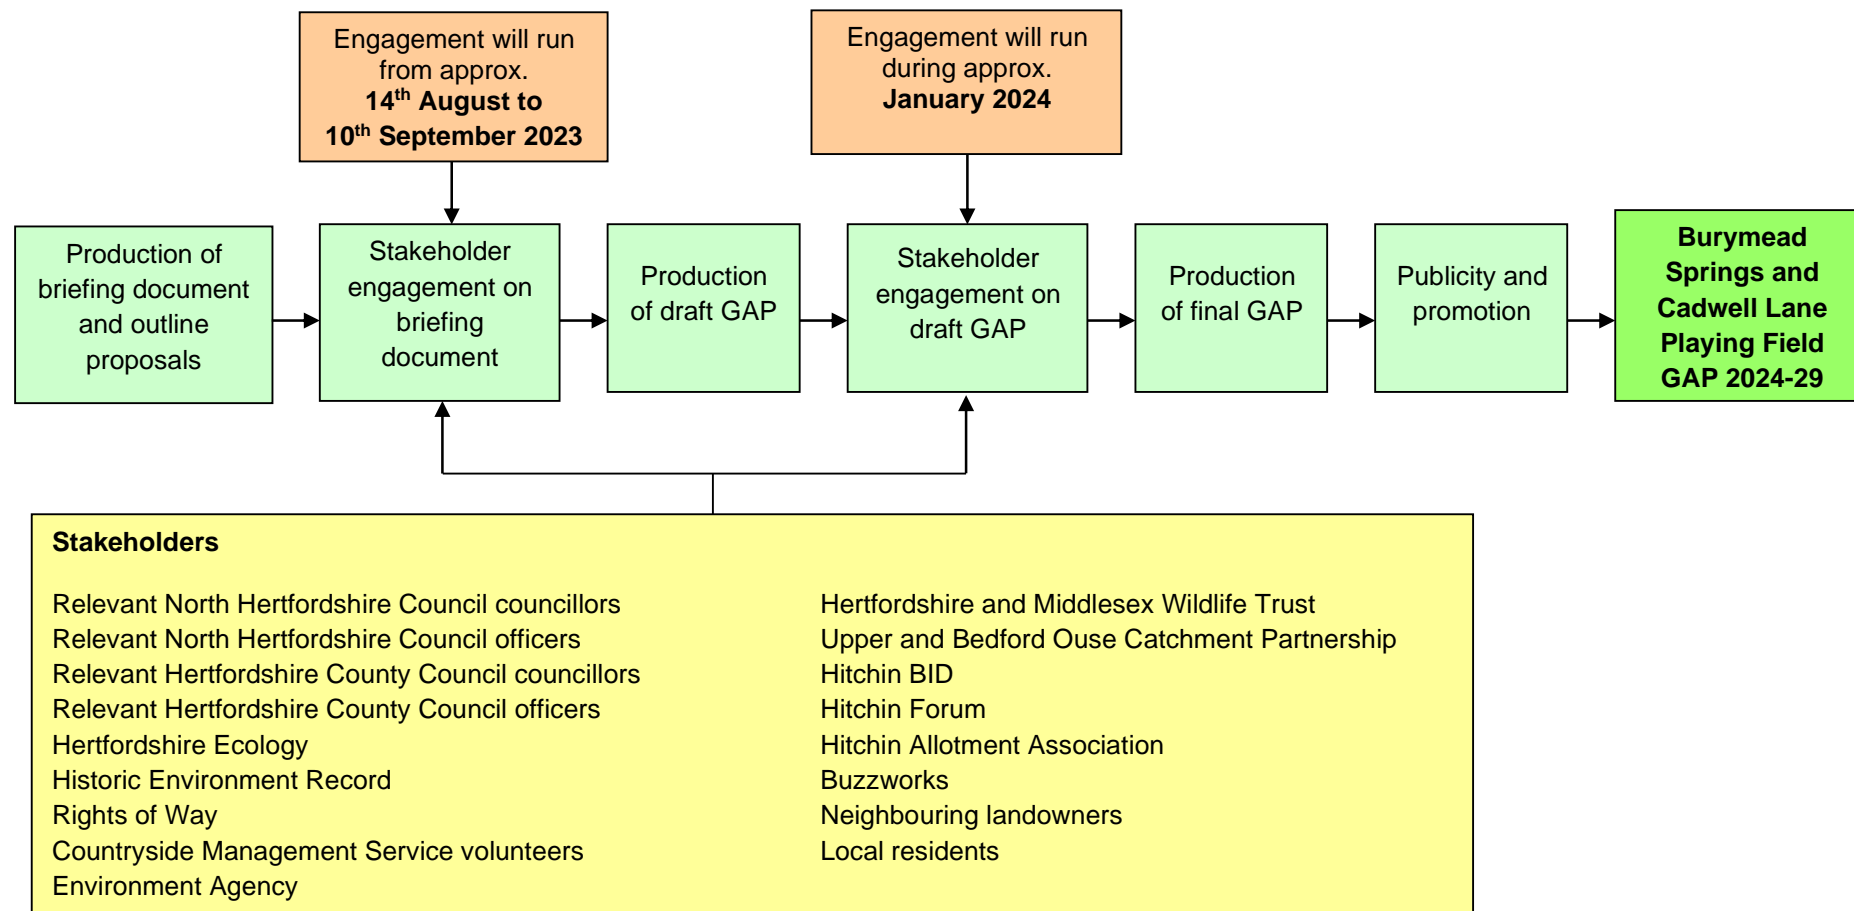 Engagement will run
from approx.
14th August to
10th September 2023
Engagement will run
during approx.
January 2024
Production of
briefing document
and outline
proposals
Stakeholder
engagement on
briefing
document
Production
of draft GAP
Stakeholder
engagement on
draft GAP
Production
of final GAP
Publicity and
promotion
Burymead
Springs and
Cadwell Lane
Playing Field
GAP 2024-29
Stakeholders
Relevant North Hertfordshire Council councillors
Relevant North Hertfordshire Council officers
Relevant Hertfordshire County Council councillors
Relevant Hertfordshire County Council officers
Hertfordshire Ecology
Historic Environment Record
Rights of Way
Countryside Management Service volunteers
Environment Agency
Hertfordshire and Middlesex Wildlife Trust
Upper and Bedford Ouse Catchment Partnership
Hitchin BID
Hitchin Forum
Hitchin Allotment Association
Buzzworks
Neighbouring landowners
Local residents